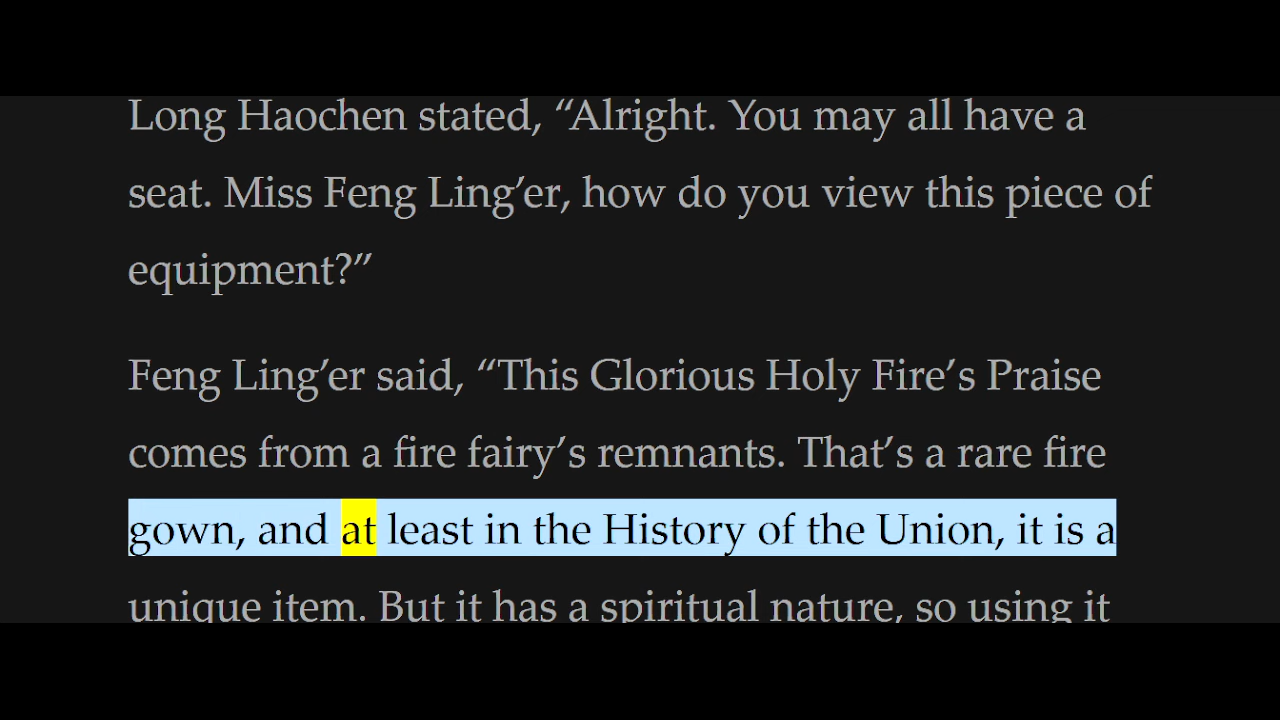 Long Haochen stated, “Alright. You may all have a
seat. Miss Feng Ling’er, how do you view this piece of
equipment?”
Feng Ling’er said, “This Glorious Holy Fire’s Praise
comes from a fire fairy’s remnants. That’s a rare fire
gown, and at least in the History of the Union, it is a
unique item. But it has a spiritual nature, so using it